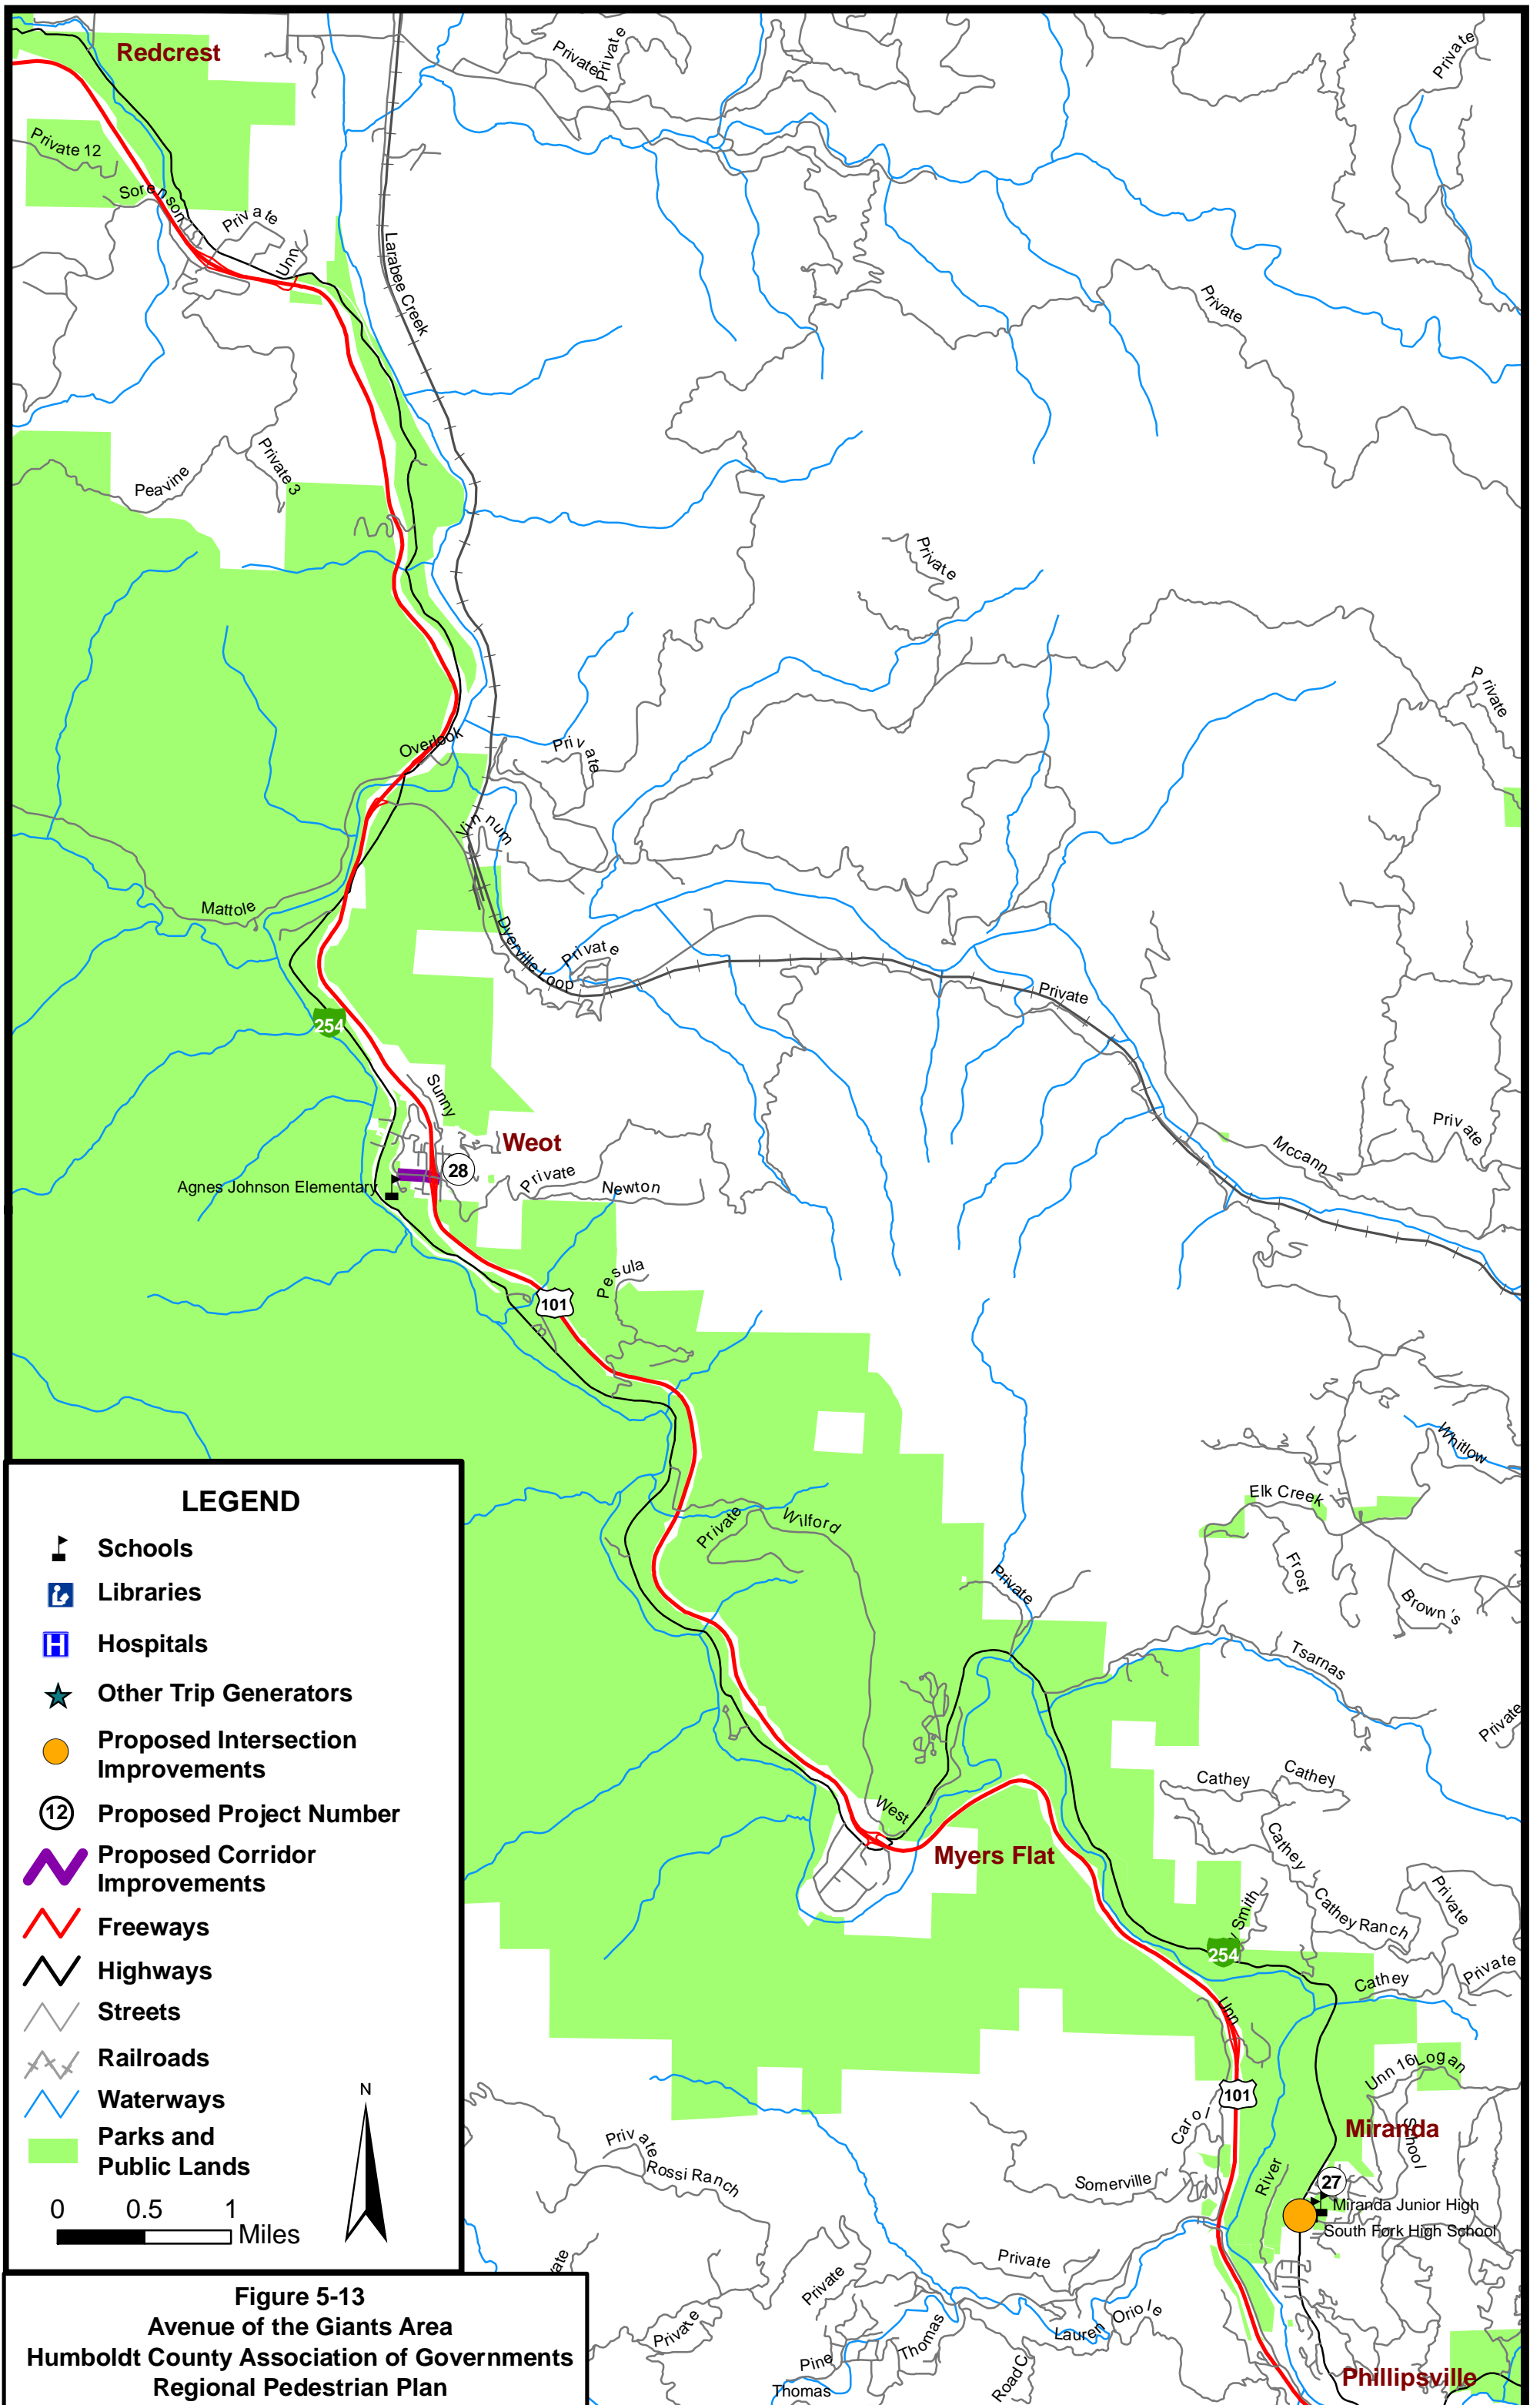 Redcrest
Private
Private
Private
Private 12
Sorenson
Private
Unn
Larabee Creek
Private
Peavine
Private 3
Private
Private
Overlook
Private
Vinnum
Mattole
Dyerville Loop
Private
Private
254
Sunny
Weot
28
Private
Newton
Agnes Johnson Elementary
Mccann
Private
Pesula
101
Whitlow
Elk Creek
Private
Wilford
Frost
Brown's
Private
Tsarnas
Private
West
Myers Flat
Cathey
Cathey
Cathey
Cathey Ranch
Private
Smith
254
Cathey
Private
Unn
101
Unn 16
Logan
Miranda
School
Carol
Private
Rossi Ranch
Somerville
River
27
Miranda Junior High
South Fork High School
Private
Private
Private
Thomas
Lauren
Oriole
Pine
Thomas
Road C
Phillipsville
LEGEND
Schools
Libraries
Hospitals
Other Trip Generators
Proposed Intersection
Improvements
12
Proposed Project Number
Proposed Corridor
Improvements
Freeways
Highways
Streets
Railroads
Waterways
Parks and
Public Lands
N
0 0.5 1
Miles
Figure 5-13
Avenue of the Giants Area
Humboldt County Association of Governments
Regional Pedestrian Plan